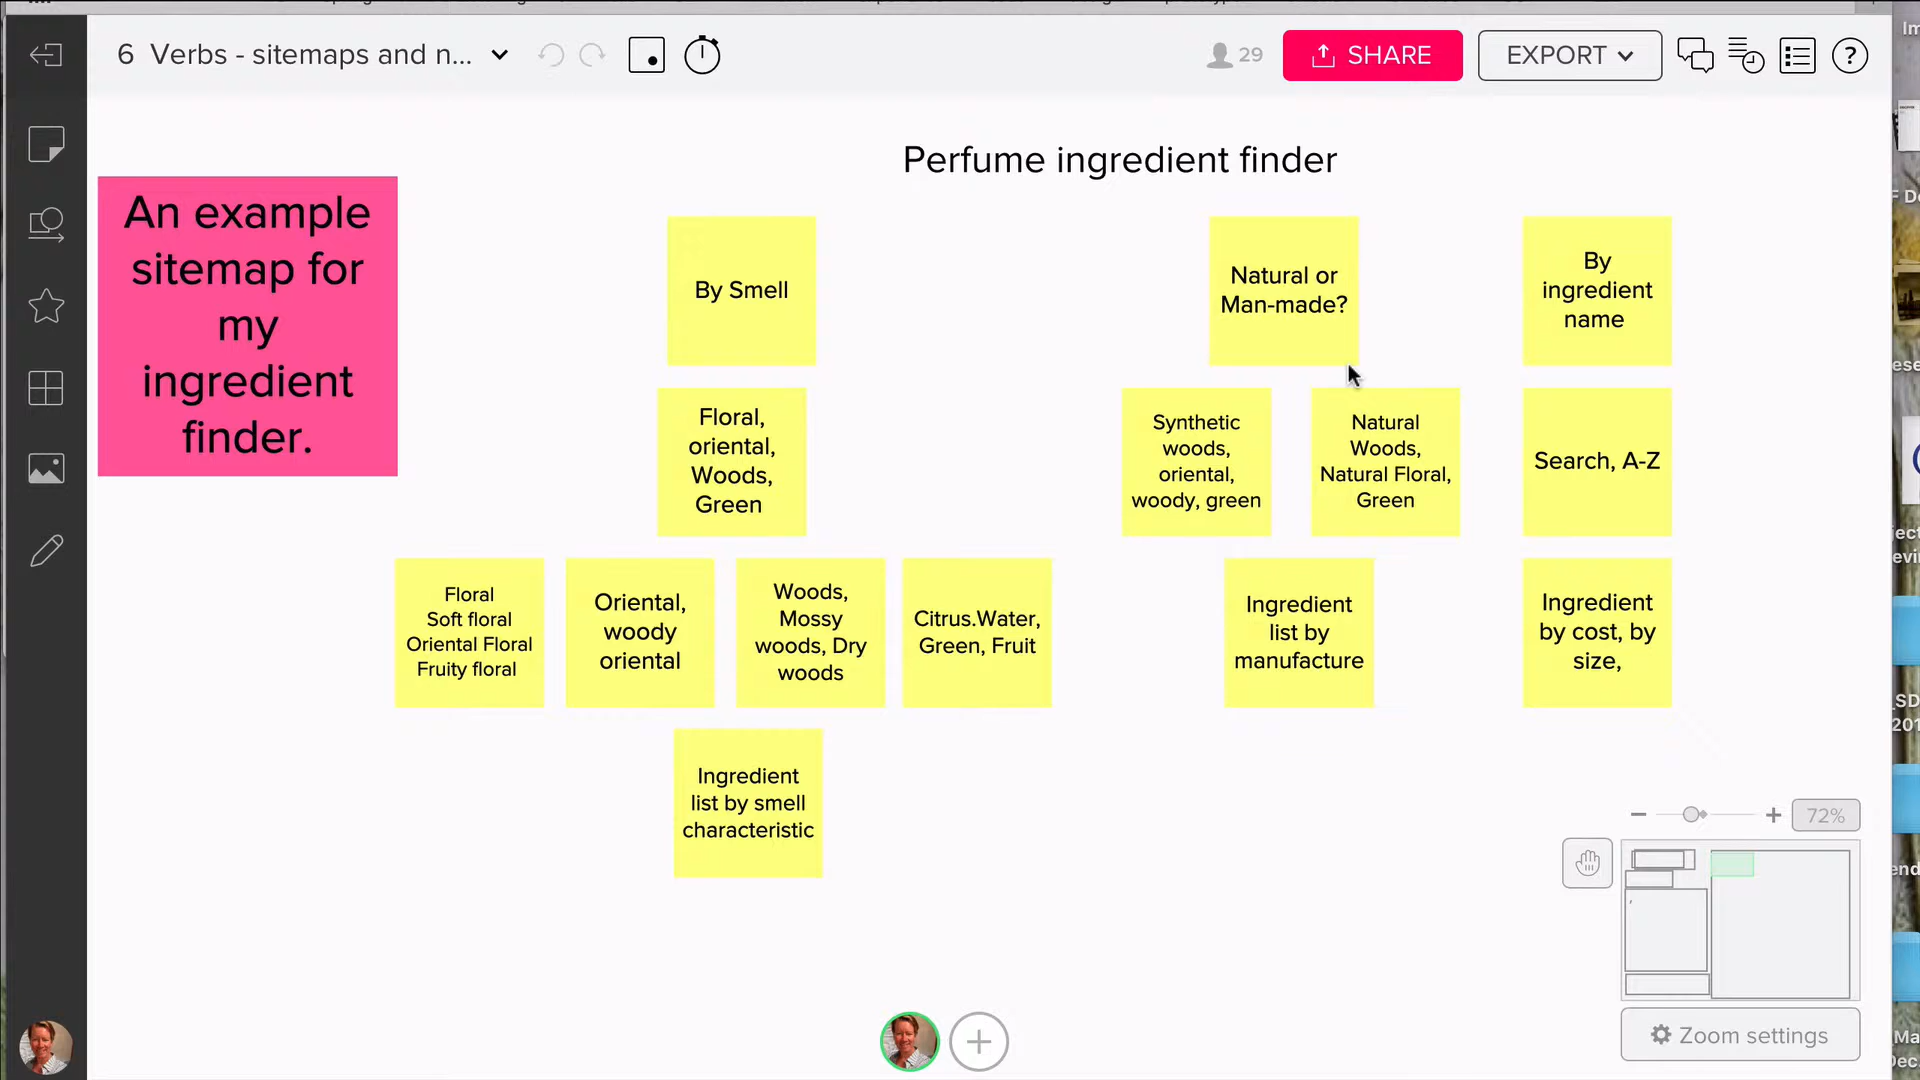 6 Verbs - sitemaps and n...
29
SHARE
EXPORT
?
Perfume ingredient finder
An example
sitemap for
my
ingredient
finder.
By Smell
Natural or
Man-made?
By
ingredient
name
Floral,
oriental,
Woods,
Green
Synthetic
woods,
oriental,
woody, green
Natural
Woods,
Natural Floral,
Green
Search, A-Z
Floral
Soft floral
Oriental Floral
Fruity floral
Oriental,
woody
oriental
Woods,
Mossy
woods, Dry
woods
Citrus.Water,
Green, Fruit
Ingredient
list by
manufacture
Ingredient
by cost, by
size,
Ingredient
list by smell
characteristic
72%
Zoom settings